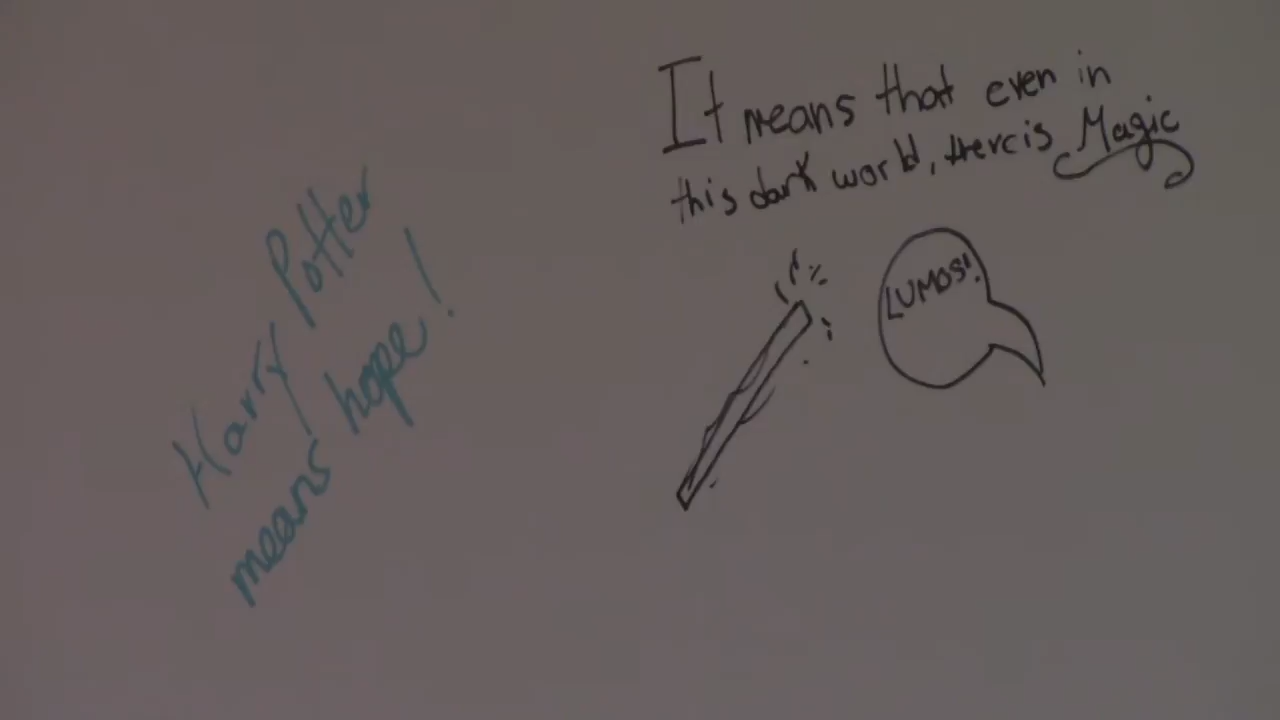 Harry Potter
means hope!
It means that even in
this dark world, there is Magic
LUMOS!